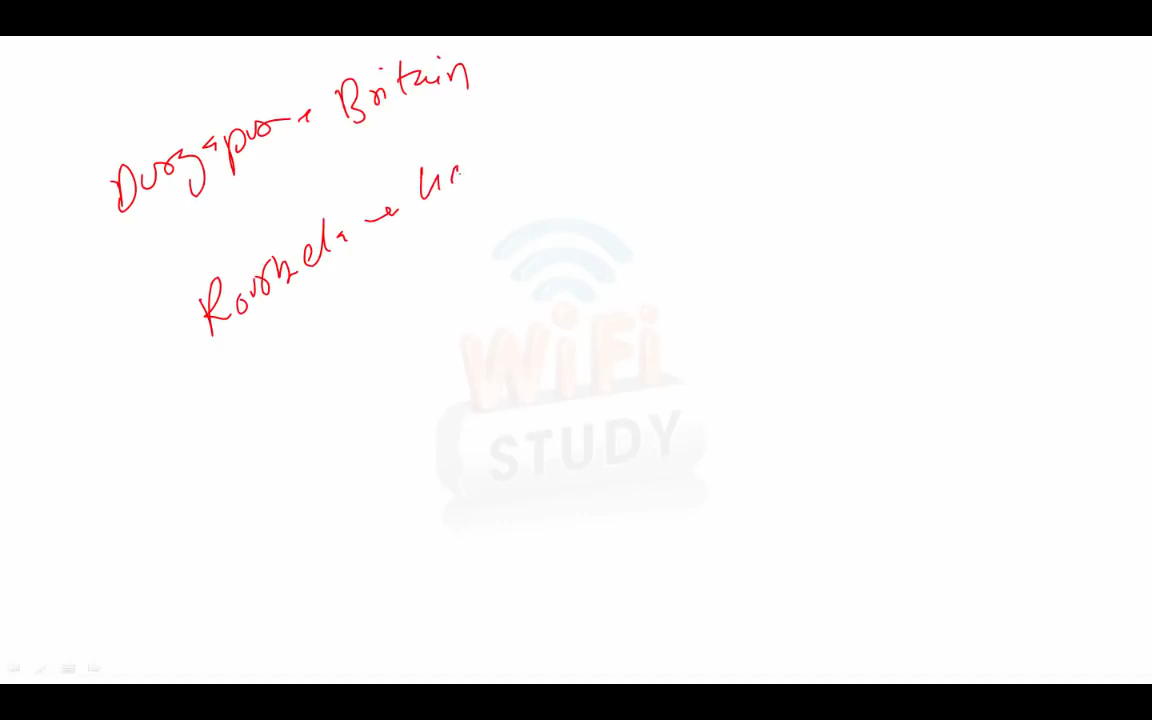 Durgapur → Britain
Rourkela →
WiFi
STUDY